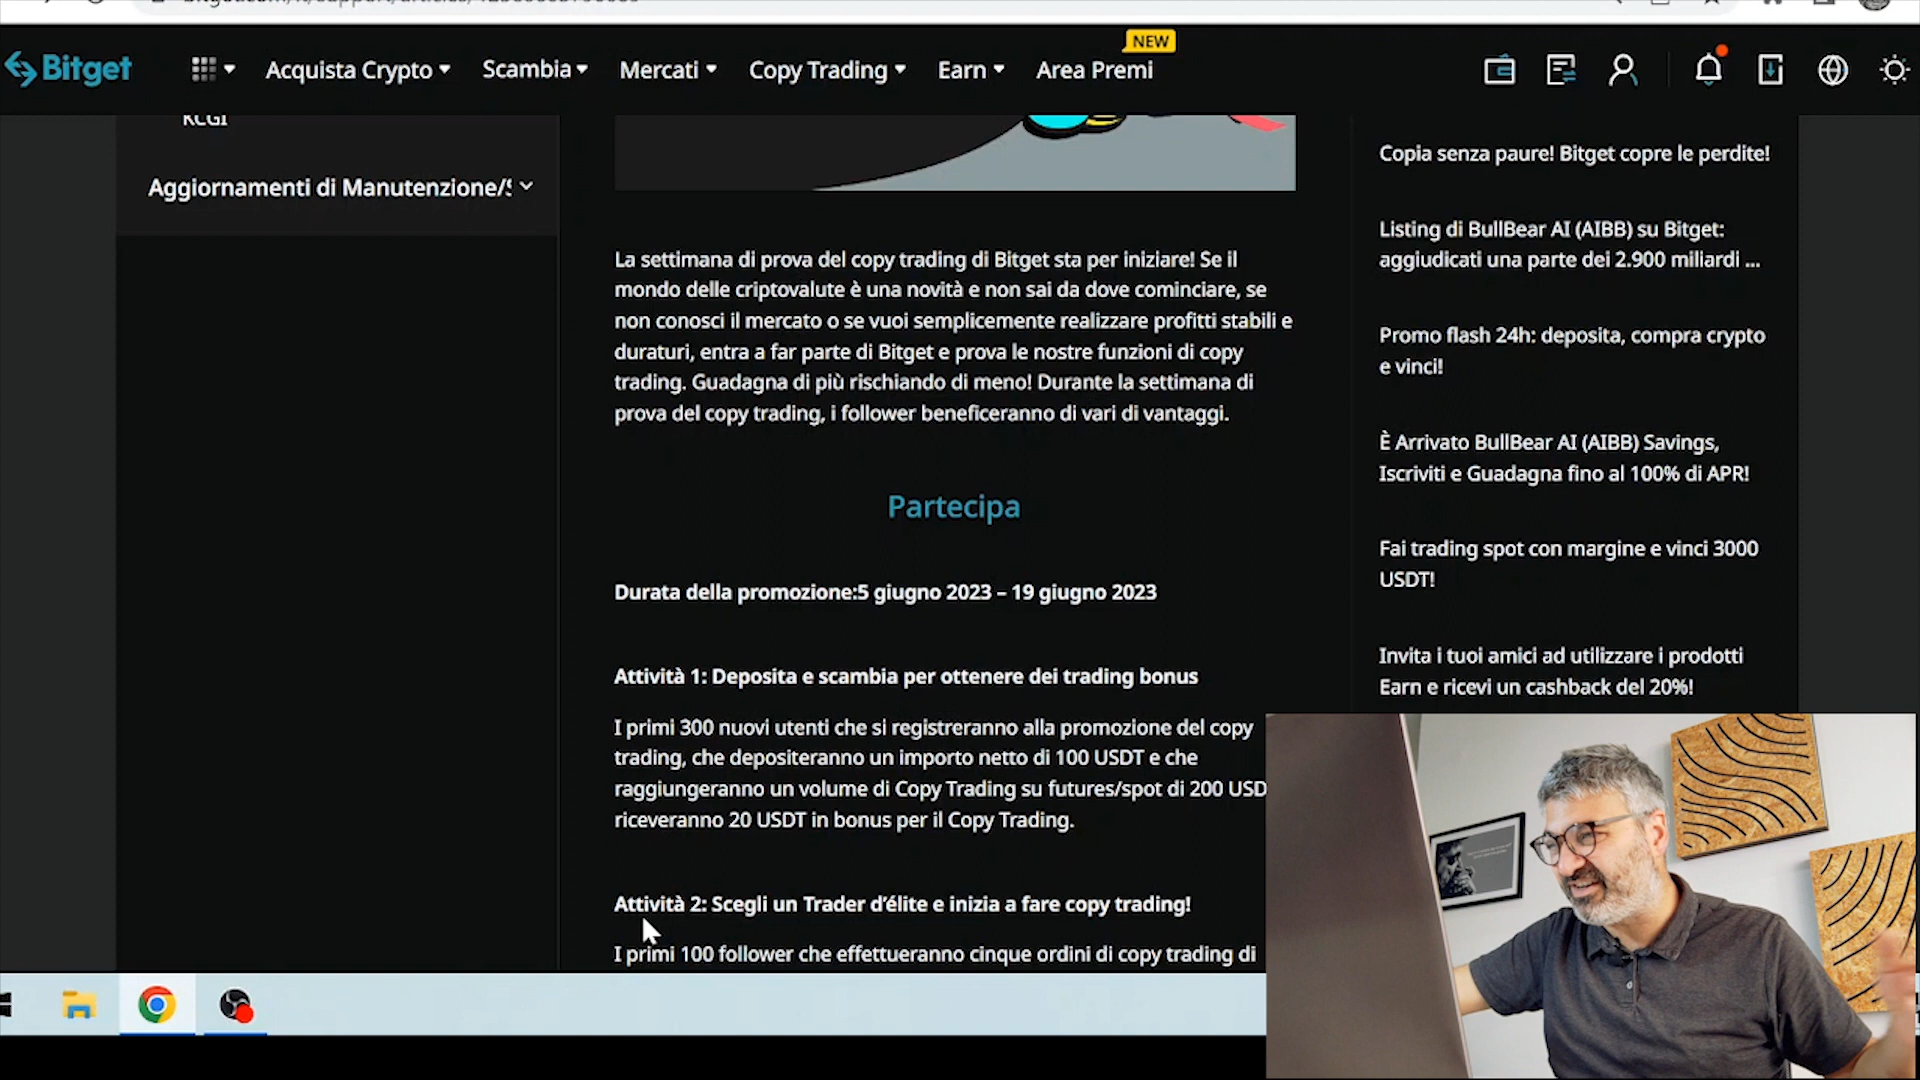 NEW
Bitget
Acquista Crypto
Scambia
Mercati
Copy Trading
Earn
Area Premi
KCGI
Aggiornamenti di Manutenzione/
La settimana di prova del copy trading di Bitget sta per iniziare! Se il
mondo delle criptovalute è una novità e non sai da dove cominciare, se
non conosci il mercato o se vuoi semplicemente realizzare profitti stabili e
duraturi, entra a far parte di Bitget e prova le nostre funzioni di copy
trading. Guadagna di più rischiando di meno! Durante la settimana di
prova del copy trading, i follower beneficeranno di vari di vantaggi.
Partecipa
Durata della promozione:5 giugno 2023 – 19 giugno 2023
Attività 1: Deposita e scambia per ottenere dei trading bonus
I primi 300 nuovi utenti che si registreranno alla promozione del copy
trading, che depositeranno un importo netto di 100 USDT e che
raggiungeranno un volume di Copy Trading su futures/spot di 200 USD
riceveranno 20 USDT in bonus per il Copy Trading.
Attività 2: Scegli un Trader d'élite e inizia a fare copy trading!
I primi 100 follower che effettueranno cinque ordini di copy trading di
Copia senza paure! Bitget copre le perdite!
Listing di BullBear AI (AIBB) su Bitget:
aggiudicati una parte dei 2.900 miliardi ...
Promo flash 24h: deposita, compra crypto
e vinci!
È Arrivato BullBear AI (AIBB) Savings,
Iscriviti e Guadagna fino al 100% di APR!
Fai trading spot con margine e vinci 3000
USDT!
Invita i tuoi amici ad utilizzare i prodotti
Earn e ricevi un cashback del 20%!